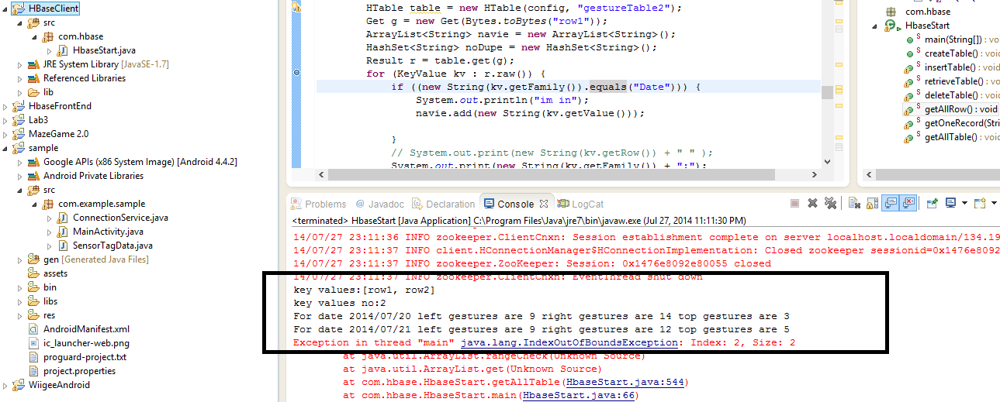 HBaseClient
src
com.hbase
HbaseStart.java
JRE System Library [JavaSE-1.7]
Referenced Libraries
lib
HbaseFrontEnd
Lab3
MazeGame 2.0
sample
Google APIs (x86 System Image) [Android 4.4.2]
Android Private Libraries
src
com.example.sample
ConnectionService.java
MainActivity.java
SensorTagData.java
gen [Generated Java Files]
assets
bin
libs
res
AndroidManifest.xml
ic_launcher-web.png
proguard-project.txt
project.properties
WiigeeAndroid
HTable table = new HTable(config, "gestureTable2");
Get g = new Get(Bytes.toBytes("row1"));
ArrayList<String> navie = new ArrayList<String>();
HashSet<String> noDupe = new HashSet<String>();
Result r = table.get(g);
for (KeyValue kv : r.raw()) {
if ((new String(kv.getFamily()).equals("Date"))) {
System.out.println("im in");
navie.add(new String(kv.getValue()));
}
// System.out.print(new String(kv.getRow()) + " " );
System.out.print(new String(kv.getFamily()) + ":");
com.hbase
HbaseStart
main(String[]) : void
createTable() : void
insertTable() : void
retrieveTable() : void
deleteTable() : void
getAllRow() : void
getOneRecord(Stri
getAllTable() : void
Problems @ Javadoc Declaration Console LogCat
<terminated> HbaseStart [Java Application] C:\Program Files\Java\jre7\bin\javaw.exe (Jul 27, 2014 11:11:30 PM)
14/07/27 23:11:36 INFO zookeeper.ClientCnxn: Session establishment complete on server localhost.localdomain/134.19
14/07/27 23:11:37 INFO client.HConnectionManager$HConnectionImplementation: Closed zookeeper sessionid=0x1476e8092
14/07/27 23:11:37 INFO zookeeper.ZooKeeper: Session: 0x1476e8092e80055 closed
14/07/27 23:11:37 INFO zookeeper.ClientCnxn: EventThread shut down
key values:[row1, row2]
key values no:2
For date 2014/07/20 left gestures are 9 right gestures are 14 top gestures are 3
For date 2014/07/21 left gestures are 9 right gestures are 12 top gestures are 5
Exception in thread "main" java.lang.IndexOutOfBoundsException: Index: 2, Size: 2
at java.util.ArrayList.rangeCheck(Unknown Source)
at java.util.ArrayList.get(Unknown Source)
at com.hbase.HbaseStart.getAllTable(HbaseStart.java:544)
at com.hbase.HbaseStart.main(HbaseStart.java:66)